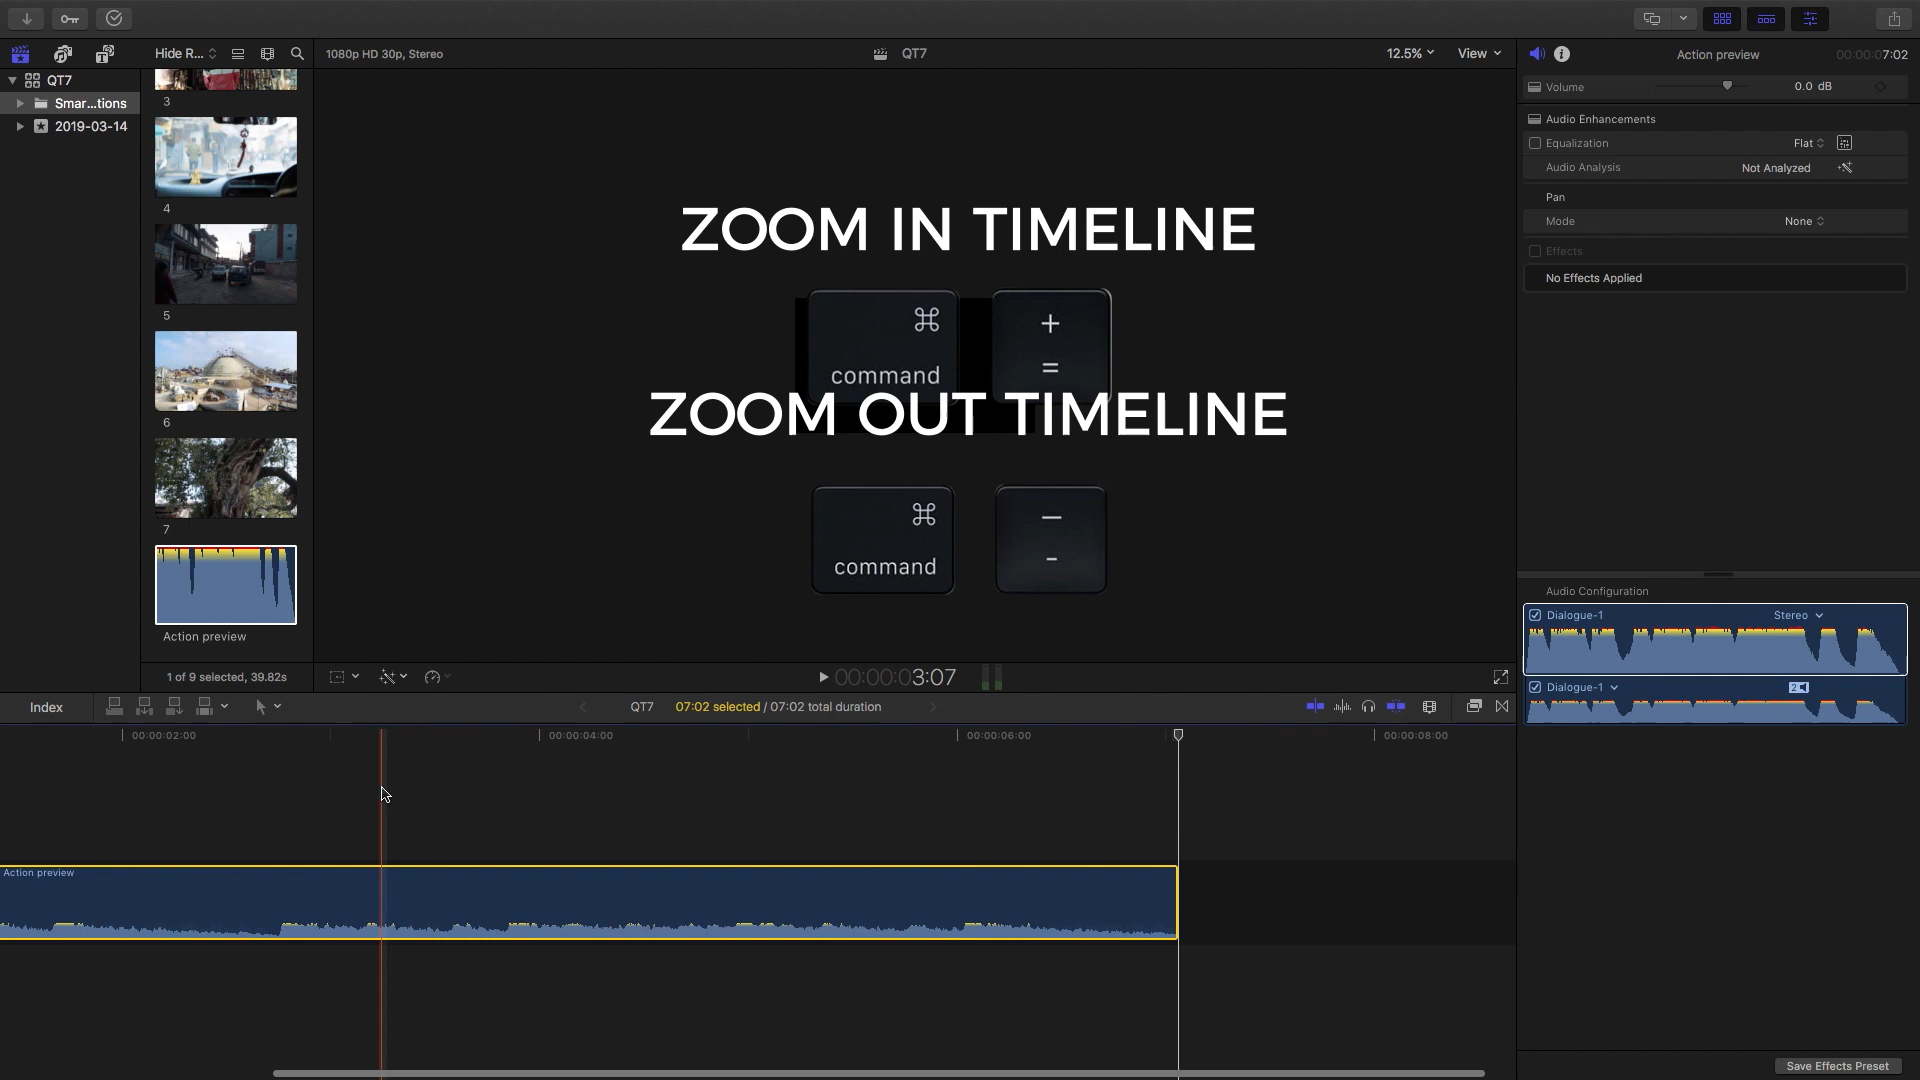 Hide R...
1080p HD 30p, Stereo
QT7
12.5%
View
Action preview
00:00:07:02
QT7
Smar...tions
2019-03-14
3
4
5
6
7
Action preview
1 of 9 selected, 39.82s
ZOOM IN TIMELINE
⌘
command
+
=
ZOOM OUT TIMELINE
⌘
command
—
-
00:00:03:07
Volume
0.0 dB
Audio Enhancements
Equalization
Flat
Audio Analysis
Not Analyzed
Pan
Mode
None
Effects
No Effects Applied
Audio Configuration
Dialogue-1
Stereo
Dialogue-1
2
Index
QT7
07:02 selected / 07:02 total duration
00:00:02:00
00:00:04:00
00:00:06:00
00:00:08:00
Action preview
Save Effects Preset